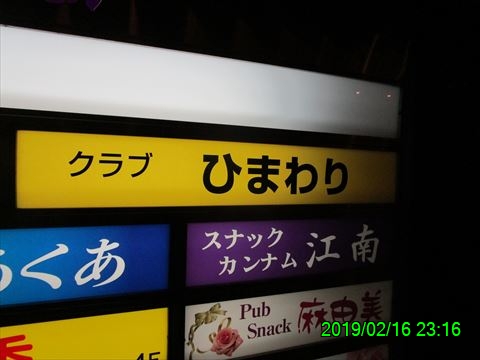 クラブ ひまわり
くあ
スナック
カンナム 江南
Pub
Snack 麻由美
4F
2019/02/16 23:16